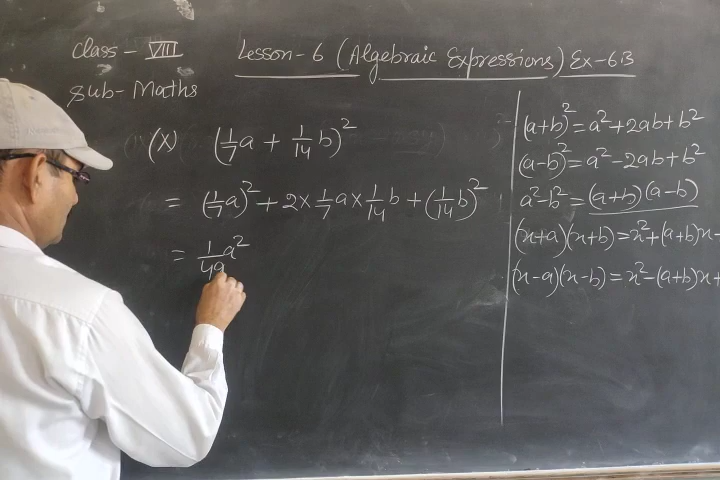 Class - VIII
Lesson-6 (Algebraic Expressions) Ex-6B
Sub- Maths
(x) (1/7 a + 1/14 b)²
= (1/7 a)² + 2 × 1/7 a × 1/14 b + (1/14 b)²
= 1/49 a²
(a+b)² = a²+2ab+b²
(a-b)² = a²-2ab+b²
a²-b² = (a+b)(a-b)
(x+a)(x+b) = x²+(a+b)x-
(x-a)(x-b) = x²-(a+b)x+